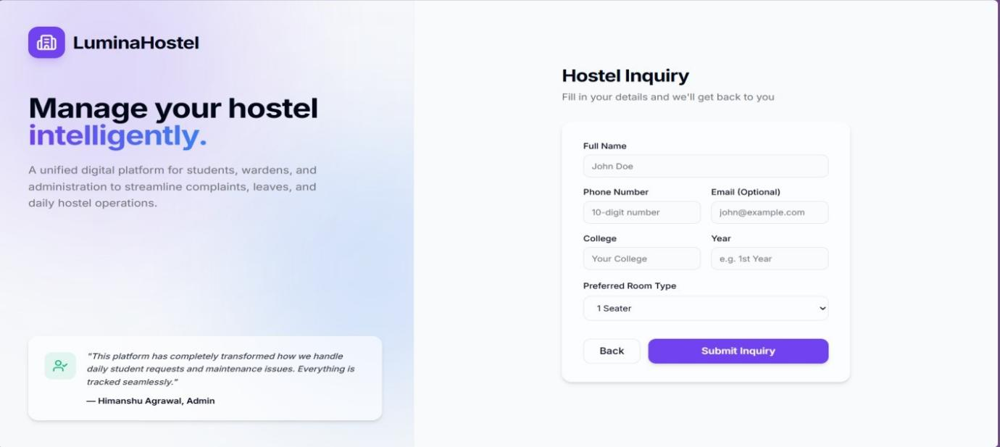 LuminaHostel
Manage your hostel
intelligently.
A unified digital platform for students, wardens, and
administration to streamline complaints, leaves, and
daily hostel operations.
"This platform has completely transformed how we handle
daily student requests and maintenance issues. Everything is
tracked seamlessly."
— Himanshu Agrawal, Admin
Hostel Inquiry
Fill in your details and we'll get back to you
Full Name
John Doe
Phone Number
Email (Optional)
10-digit number
john@example.com
College
Year
Your College
e.g. 1st Year
Preferred Room Type
1 Seater
Back
Submit Inquiry